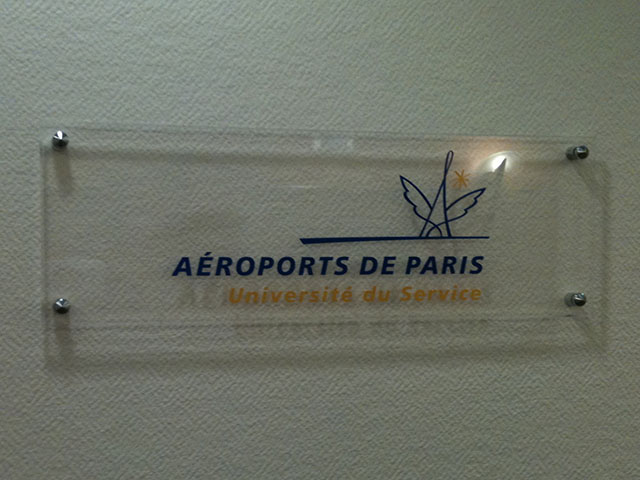 AÉROPORTS DE PARIS
Université du Service